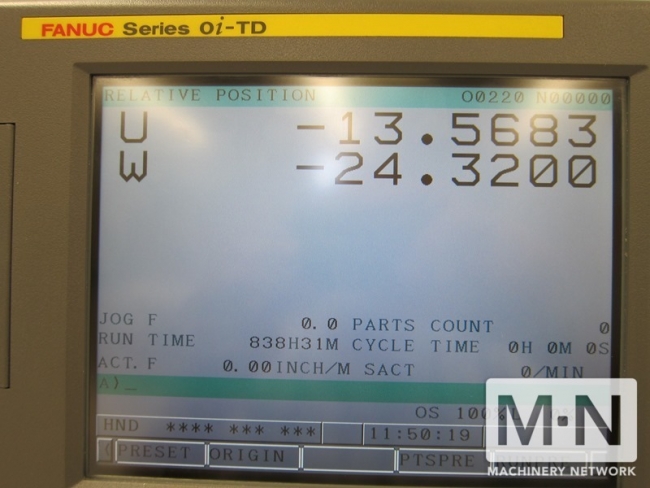 FANUC Series 0i-TD
RELATIVE POSITION O0220 N00000
U -13.5683
W -24.3200
JOG F 0.0 PARTS COUNT 0
RUN TIME 838H31M CYCLE TIME 0H 0M 0S
ACT.F 0.00INCH/M SACT 0/MIN
A)_
OS 100%
HND **** *** *** 11:50:19
( PRESET ORIGIN PTSPRE
M·N
MACHINERY NETWORK